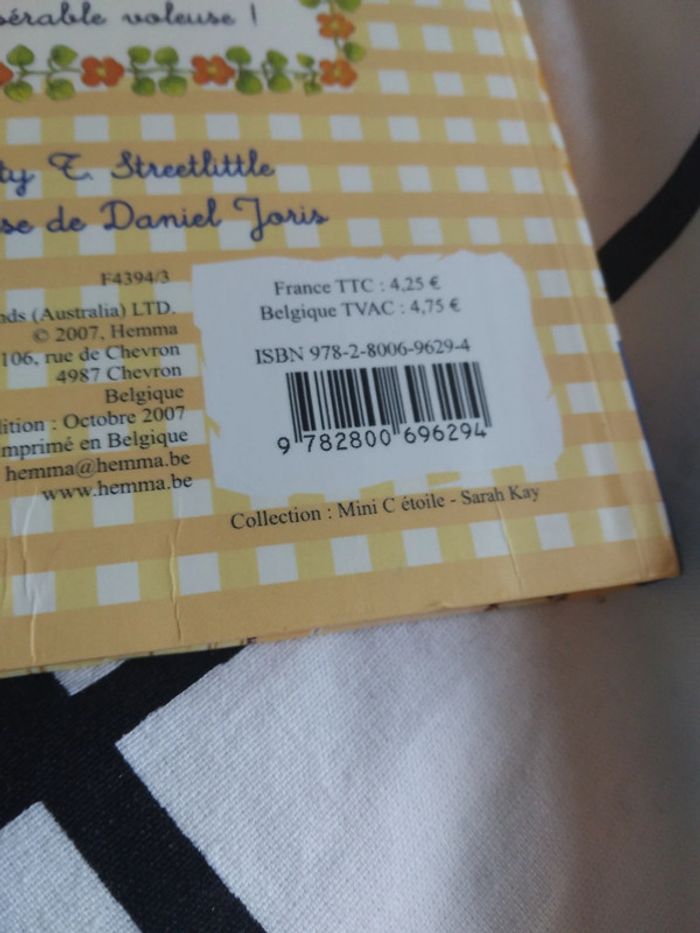 érable voleuse !
ty T. Streetlittle
se de Daniel Joris
F4394/3
nds (Australia) LTD.
© 2007, Hemma
106, rue de Chevron
4987 Chevron
Belgique
dition : Octobre 2007
mprimé en Belgique
hemma@hemma.be
www.hemma.be
France TTC : 4,25 €
Belgique TVAC : 4,75 €
ISBN 978-2-8006-9629-4
9 782800 696294
Collection : Mini C étoile - Sarah Kay